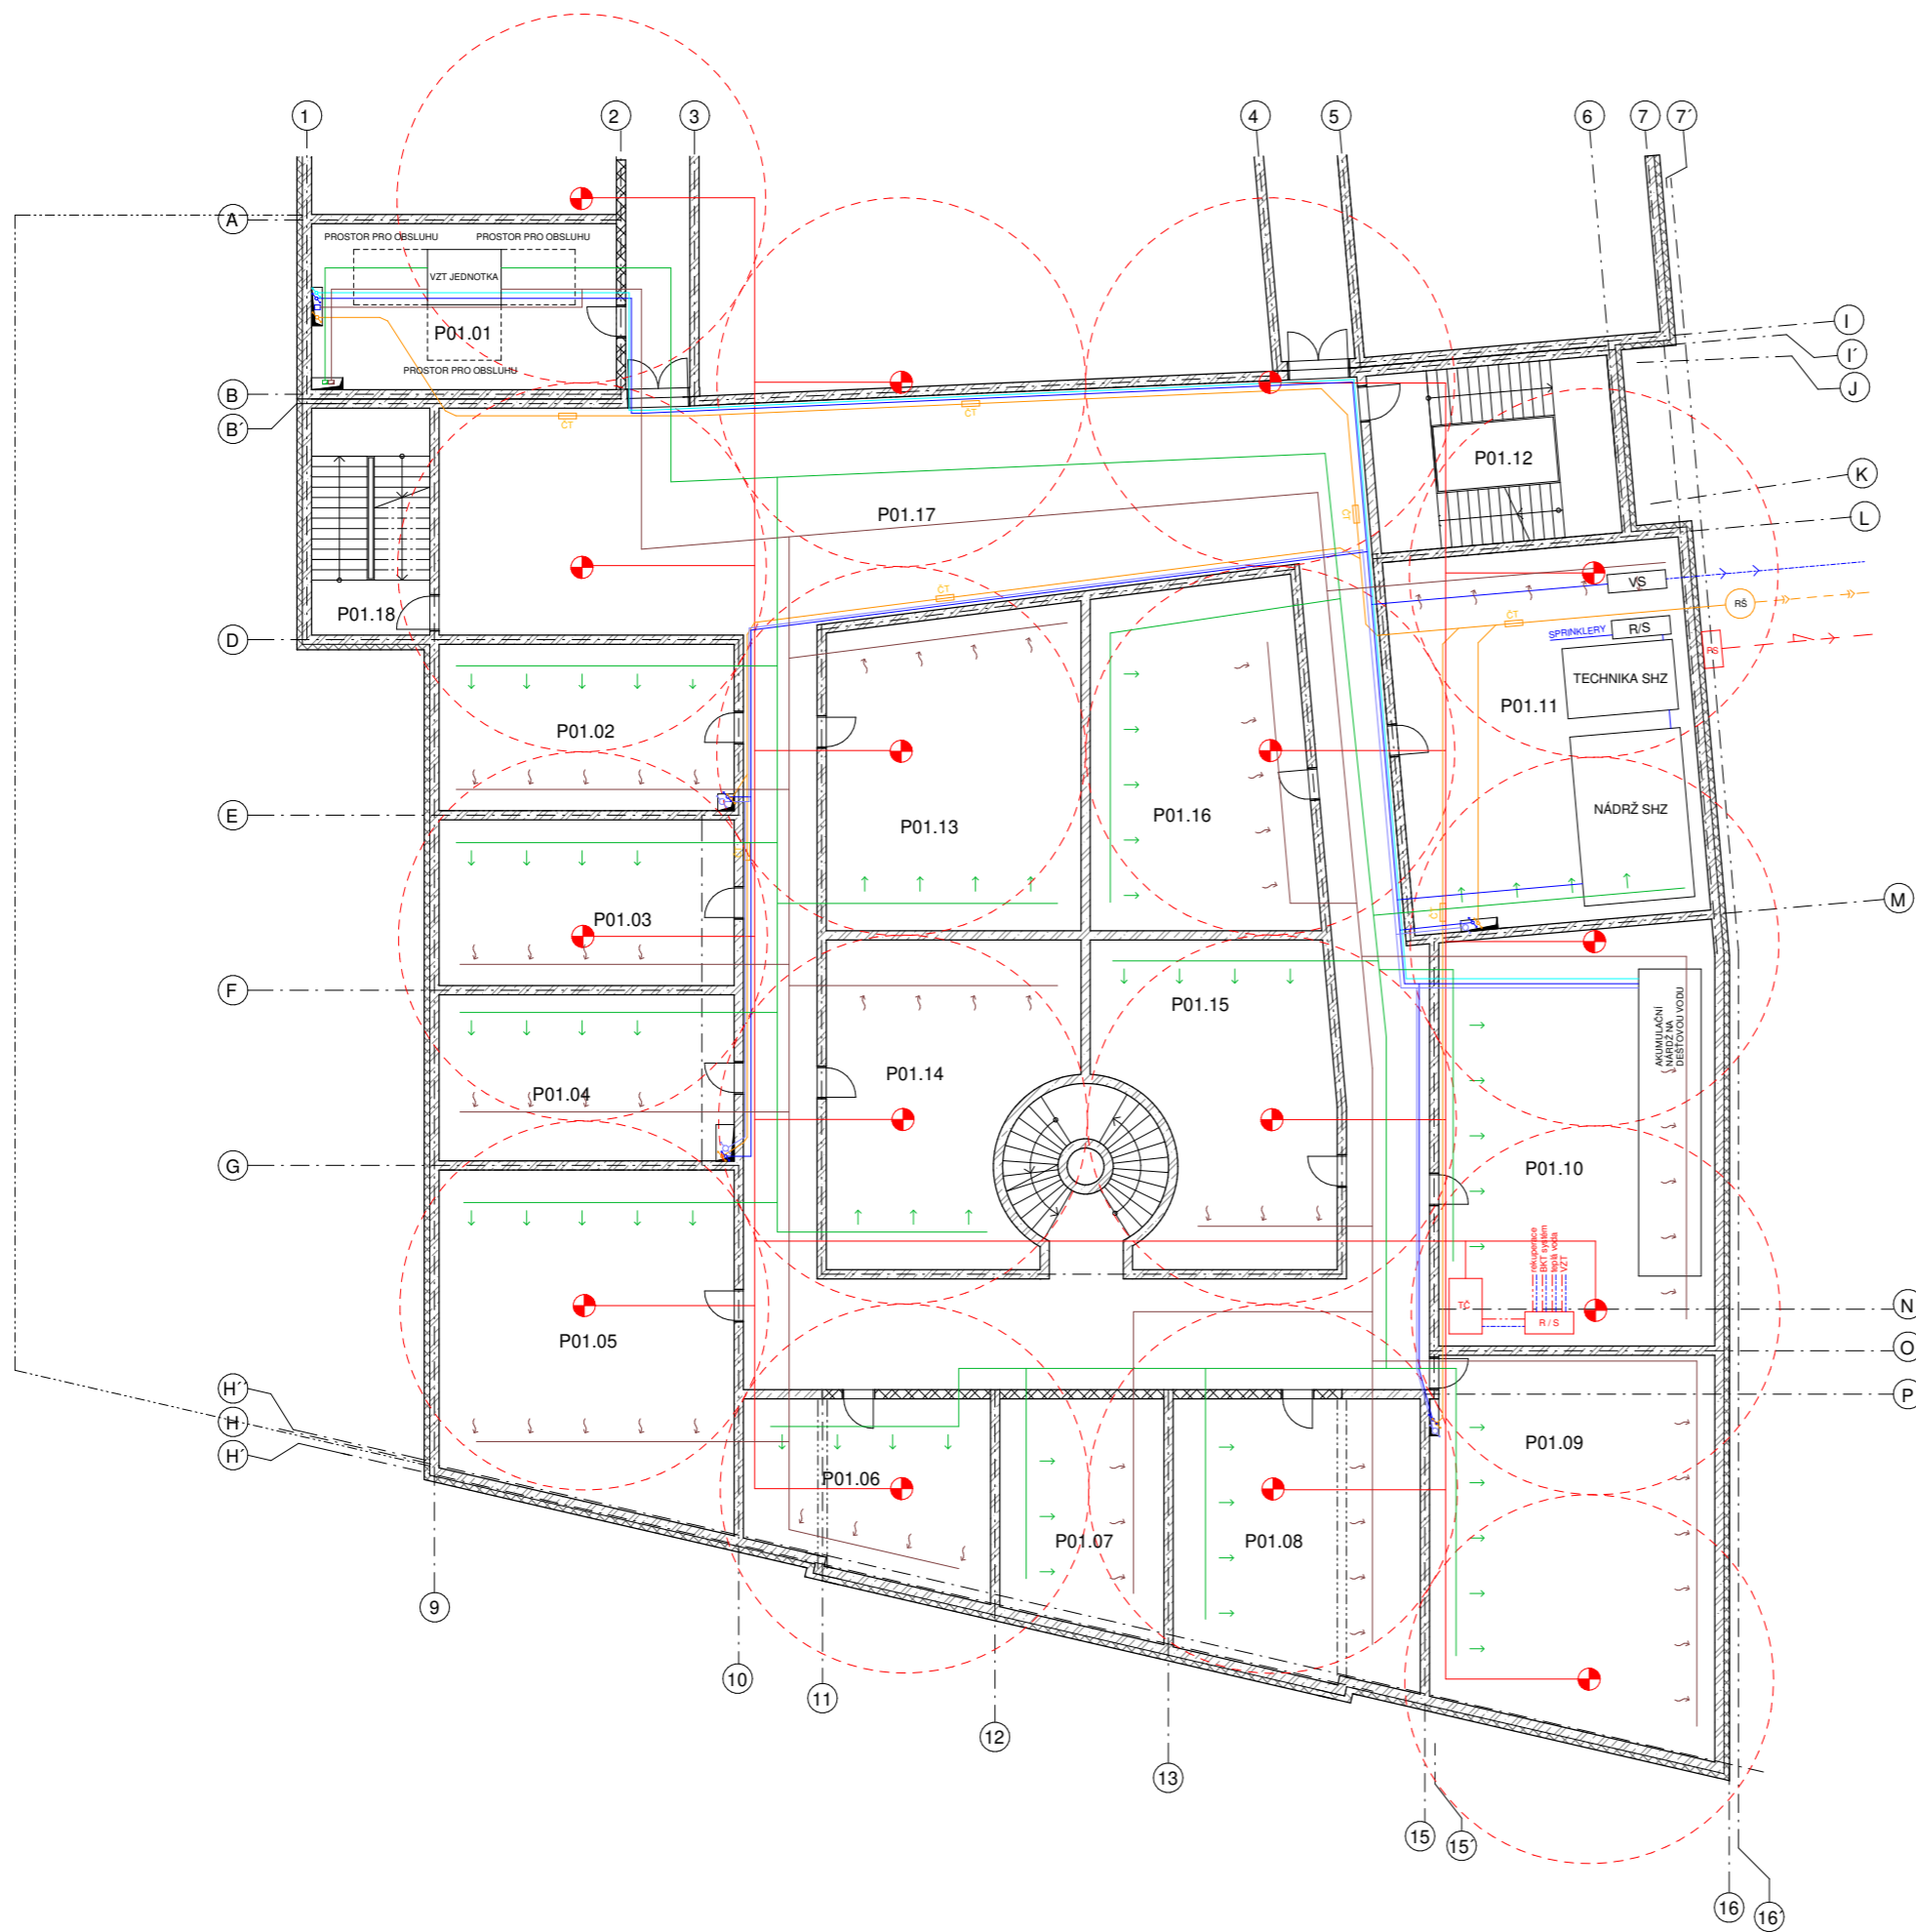 1
2
3
4
5
6
7
7´
A
PROSTOR PRO OBSLUHU
PROSTOR PRO OBSLUHU
VZT JEDNOTKA
P01.01
PROSTOR PRO OBSLUHU
B
B´
I
I´
J
K
L
ČT
ČT
ČT
ČT
ČT
ČT
P01.12
P01.17
P01.18
D
VS
RŠ
SPRINKLERY
R/S
RS
TECHNIKA SHZ
P01.11
P01.02
NÁDRŽ SHZ
E
P01.13
P01.16
M
P01.03
F
P01.15
AKUMULAČNÍ
NÁRDŽ NA
DEŠŤOVOU VODU
P01.14
P01.04
G
P01.10
rekuperace
BKT systém
teplá voda
VZT
TČ
R / S
N
P01.05
O
P
H´´
H
H´
P01.09
P01.06
P01.07
P01.08
9
10
11
12
13
15
15´
16
16´